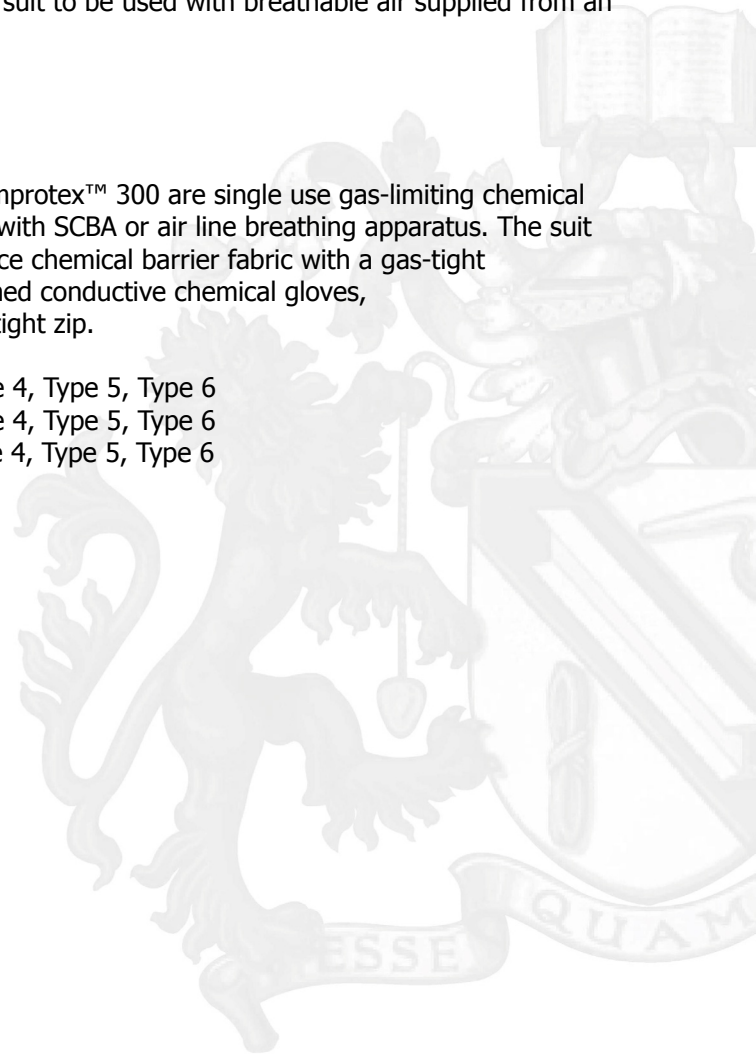 suit to be used with breathable air supplied from an
mprotex™ 300 are single use gas-limiting chemical
with SCBA or air line breathing apparatus. The suit
ce chemical barrier fabric with a gas-tight
ned conductive chemical gloves,
tight zip.
e 4, Type 5, Type 6
e 4, Type 5, Type 6
e 4, Type 5, Type 6
ESSE
QUAM